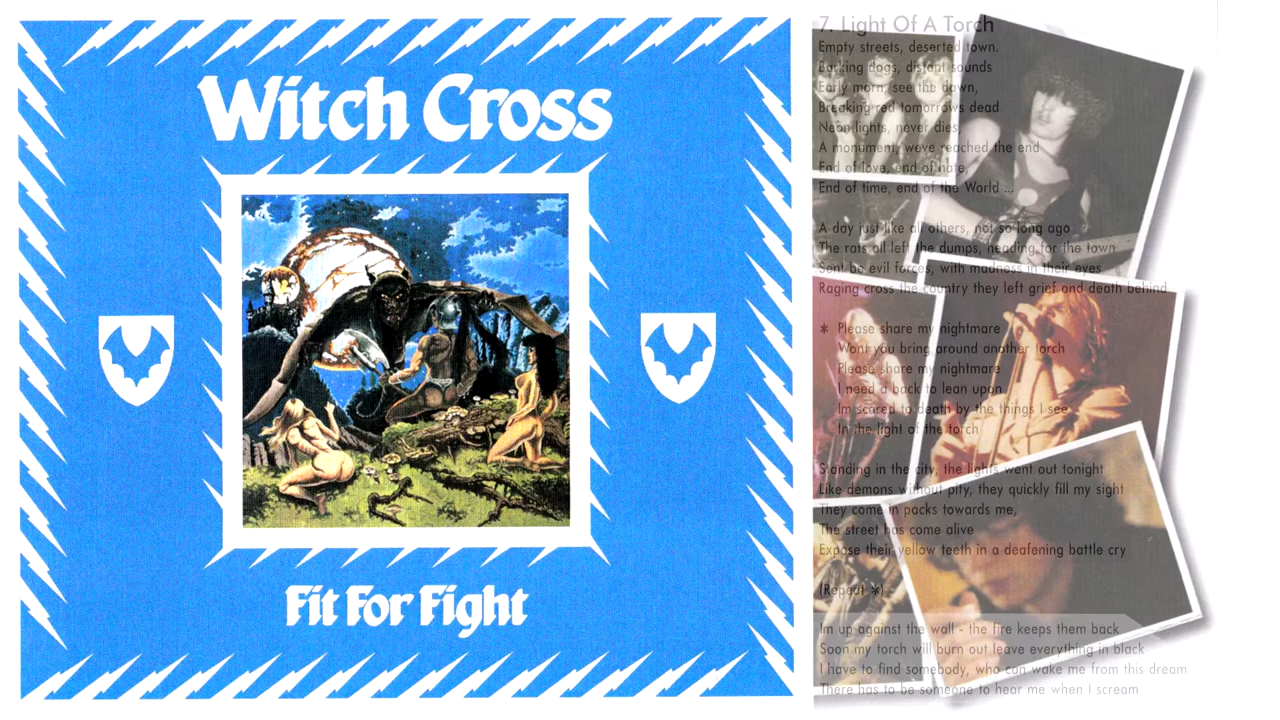 Witch Cross
Fit For Fight
7. Light Of A Torch
Empty streets, deserted town.
Barking dogs, distant sounds
Early morn, see the dawn,
Breaking red tomorrows dead
Neon lights, never dies,
A monument, weve reached the end
End of love, end of hate,
End of time, end of the World ...
A day just like all others, not so long ago
The rats all left the dumps, heading for the town
Sent be evil forces, with madness in their eyes
Raging cross the country they left grief and death behind
* Please share my nightmare
Wont you bring around another torch
Please share my nightmare
I need a back to lean upon
Im scared to death by the things I see
In the light of the torch
Standing in the city, the lights went out tonight
Like demons without pity, they quickly fill my sight
They come in packs towards me,
The street has come alive
Expose their yellow teeth in a deafening battle cry
(Repeat *)
Im up against the wall - the fire keeps them back
Soon my torch will burn out leave everything in black
I have to find somebody, who can wake me from this dream
There has to be someone to hear me when I scream